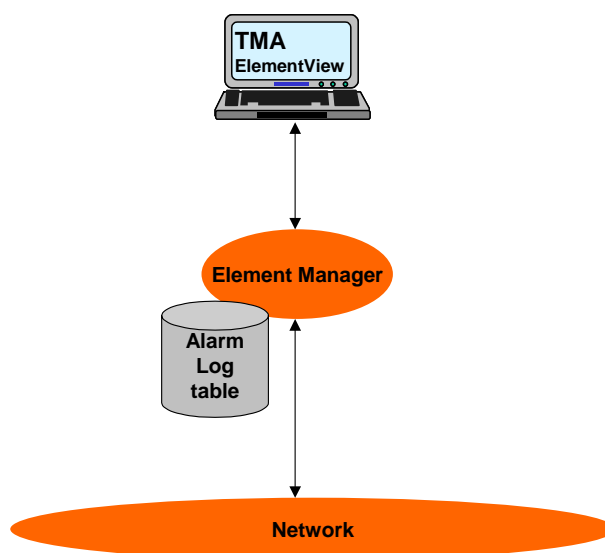 TMA
ElementView
Element Manager
Alarm
Log
table
Network